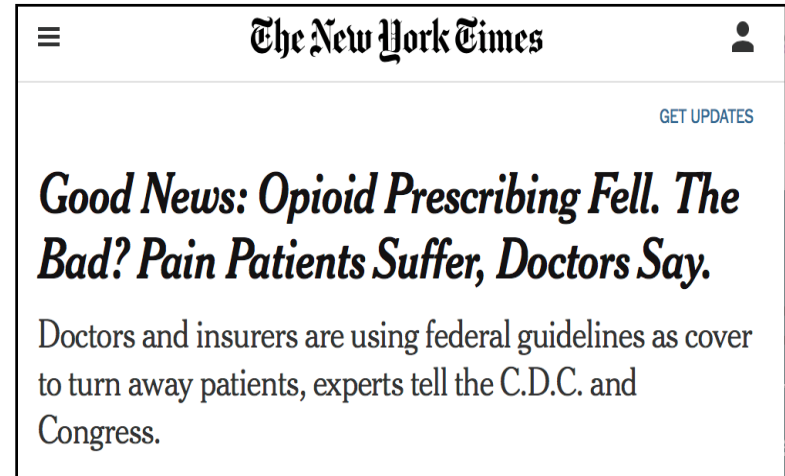 The New York Times
GET UPDATES
Good News: Opioid Prescribing Fell. The
Bad? Pain Patients Suffer, Doctors Say.
Doctors and insurers are using federal guidelines as cover
to turn away patients, experts tell the C.D.C. and
Congress.